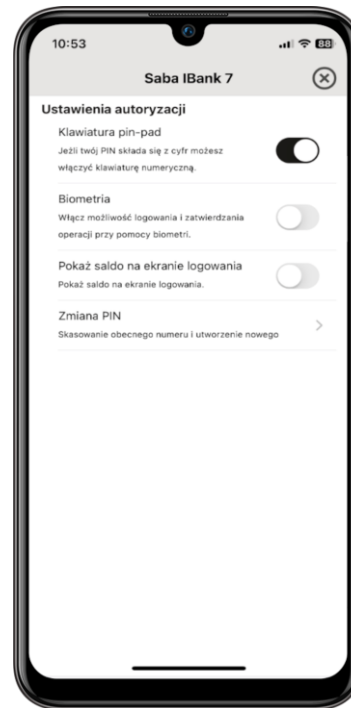 10:53
88
Saba IBank 7
Ustawienia autoryzacji
Klawiatura pin-pad
Jeźli twój PIN składa się z cyfr możesz
włączyć klawiaturę numeryczną.
Biometria
Włącz możliwość logowania i zatwierdzania
operacji przy pomocy biometri.
Pokaż saldo na ekranie logowania
Pokaż saldo na ekranie logowania.
Zmiana PIN
Skasowanie obecnego numeru i utworzenie nowego